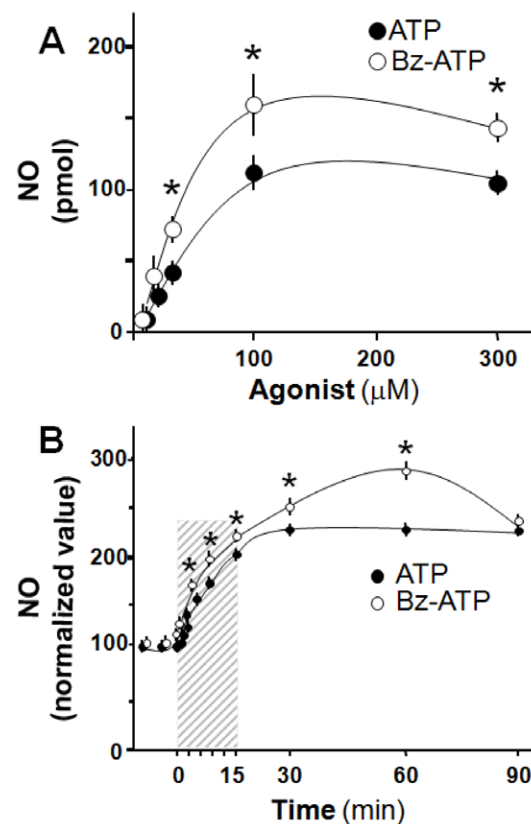 A
ATP
Bz-ATP
*
*
*
200
100
0
NO
(pmol)
100
200
300
Agonist (μM)
B
*
*
*
*
*
300
200
100
0
NO
(normalized value)
ATP
Bz-ATP
0
15
30
60
90
Time (min)